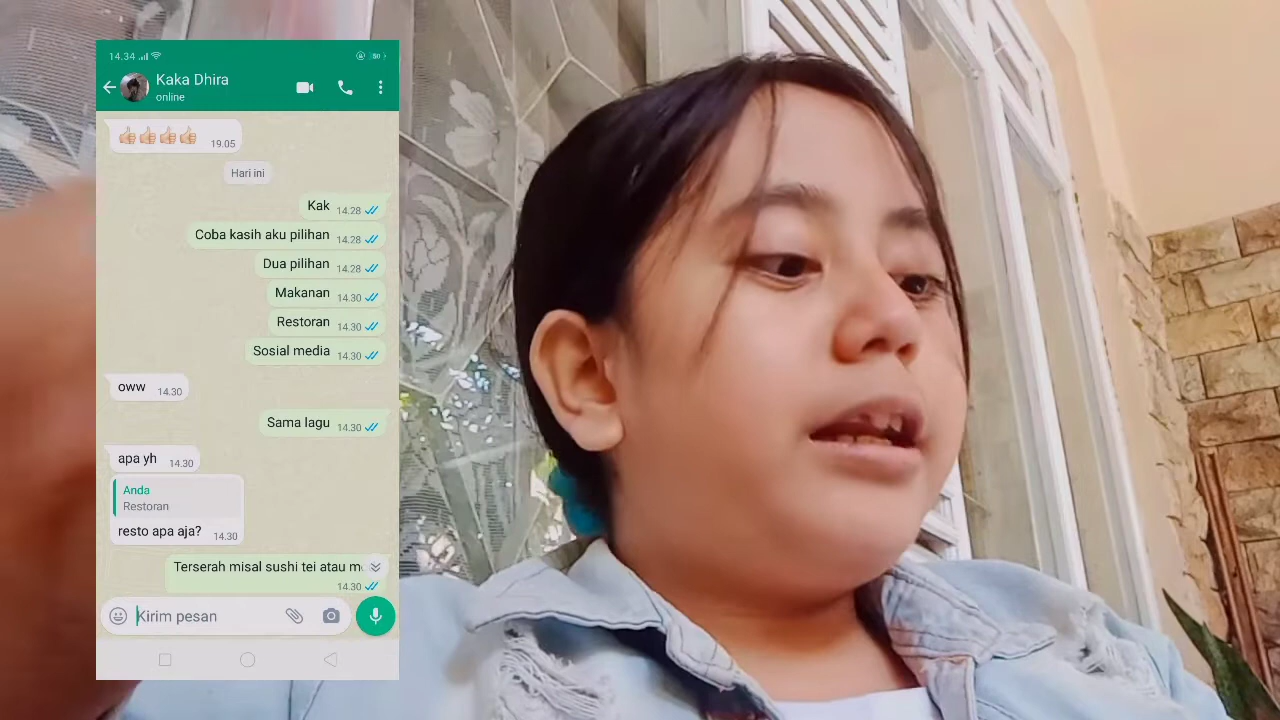 14.34
50
Kaka Dhira
online
19.05
Hari ini
Kak 14.28
Coba kasih aku pilihan 14.28
Dua pilihan 14.28
Makanan 14.30
Restoran 14.30
Sosial media 14.30
oww 14.30
Sama lagu 14.30
apa yh 14.30
Anda
Restoran
resto apa aja? 14.30
Terserah misal sushi tei atau
14.30
Kirim pesan